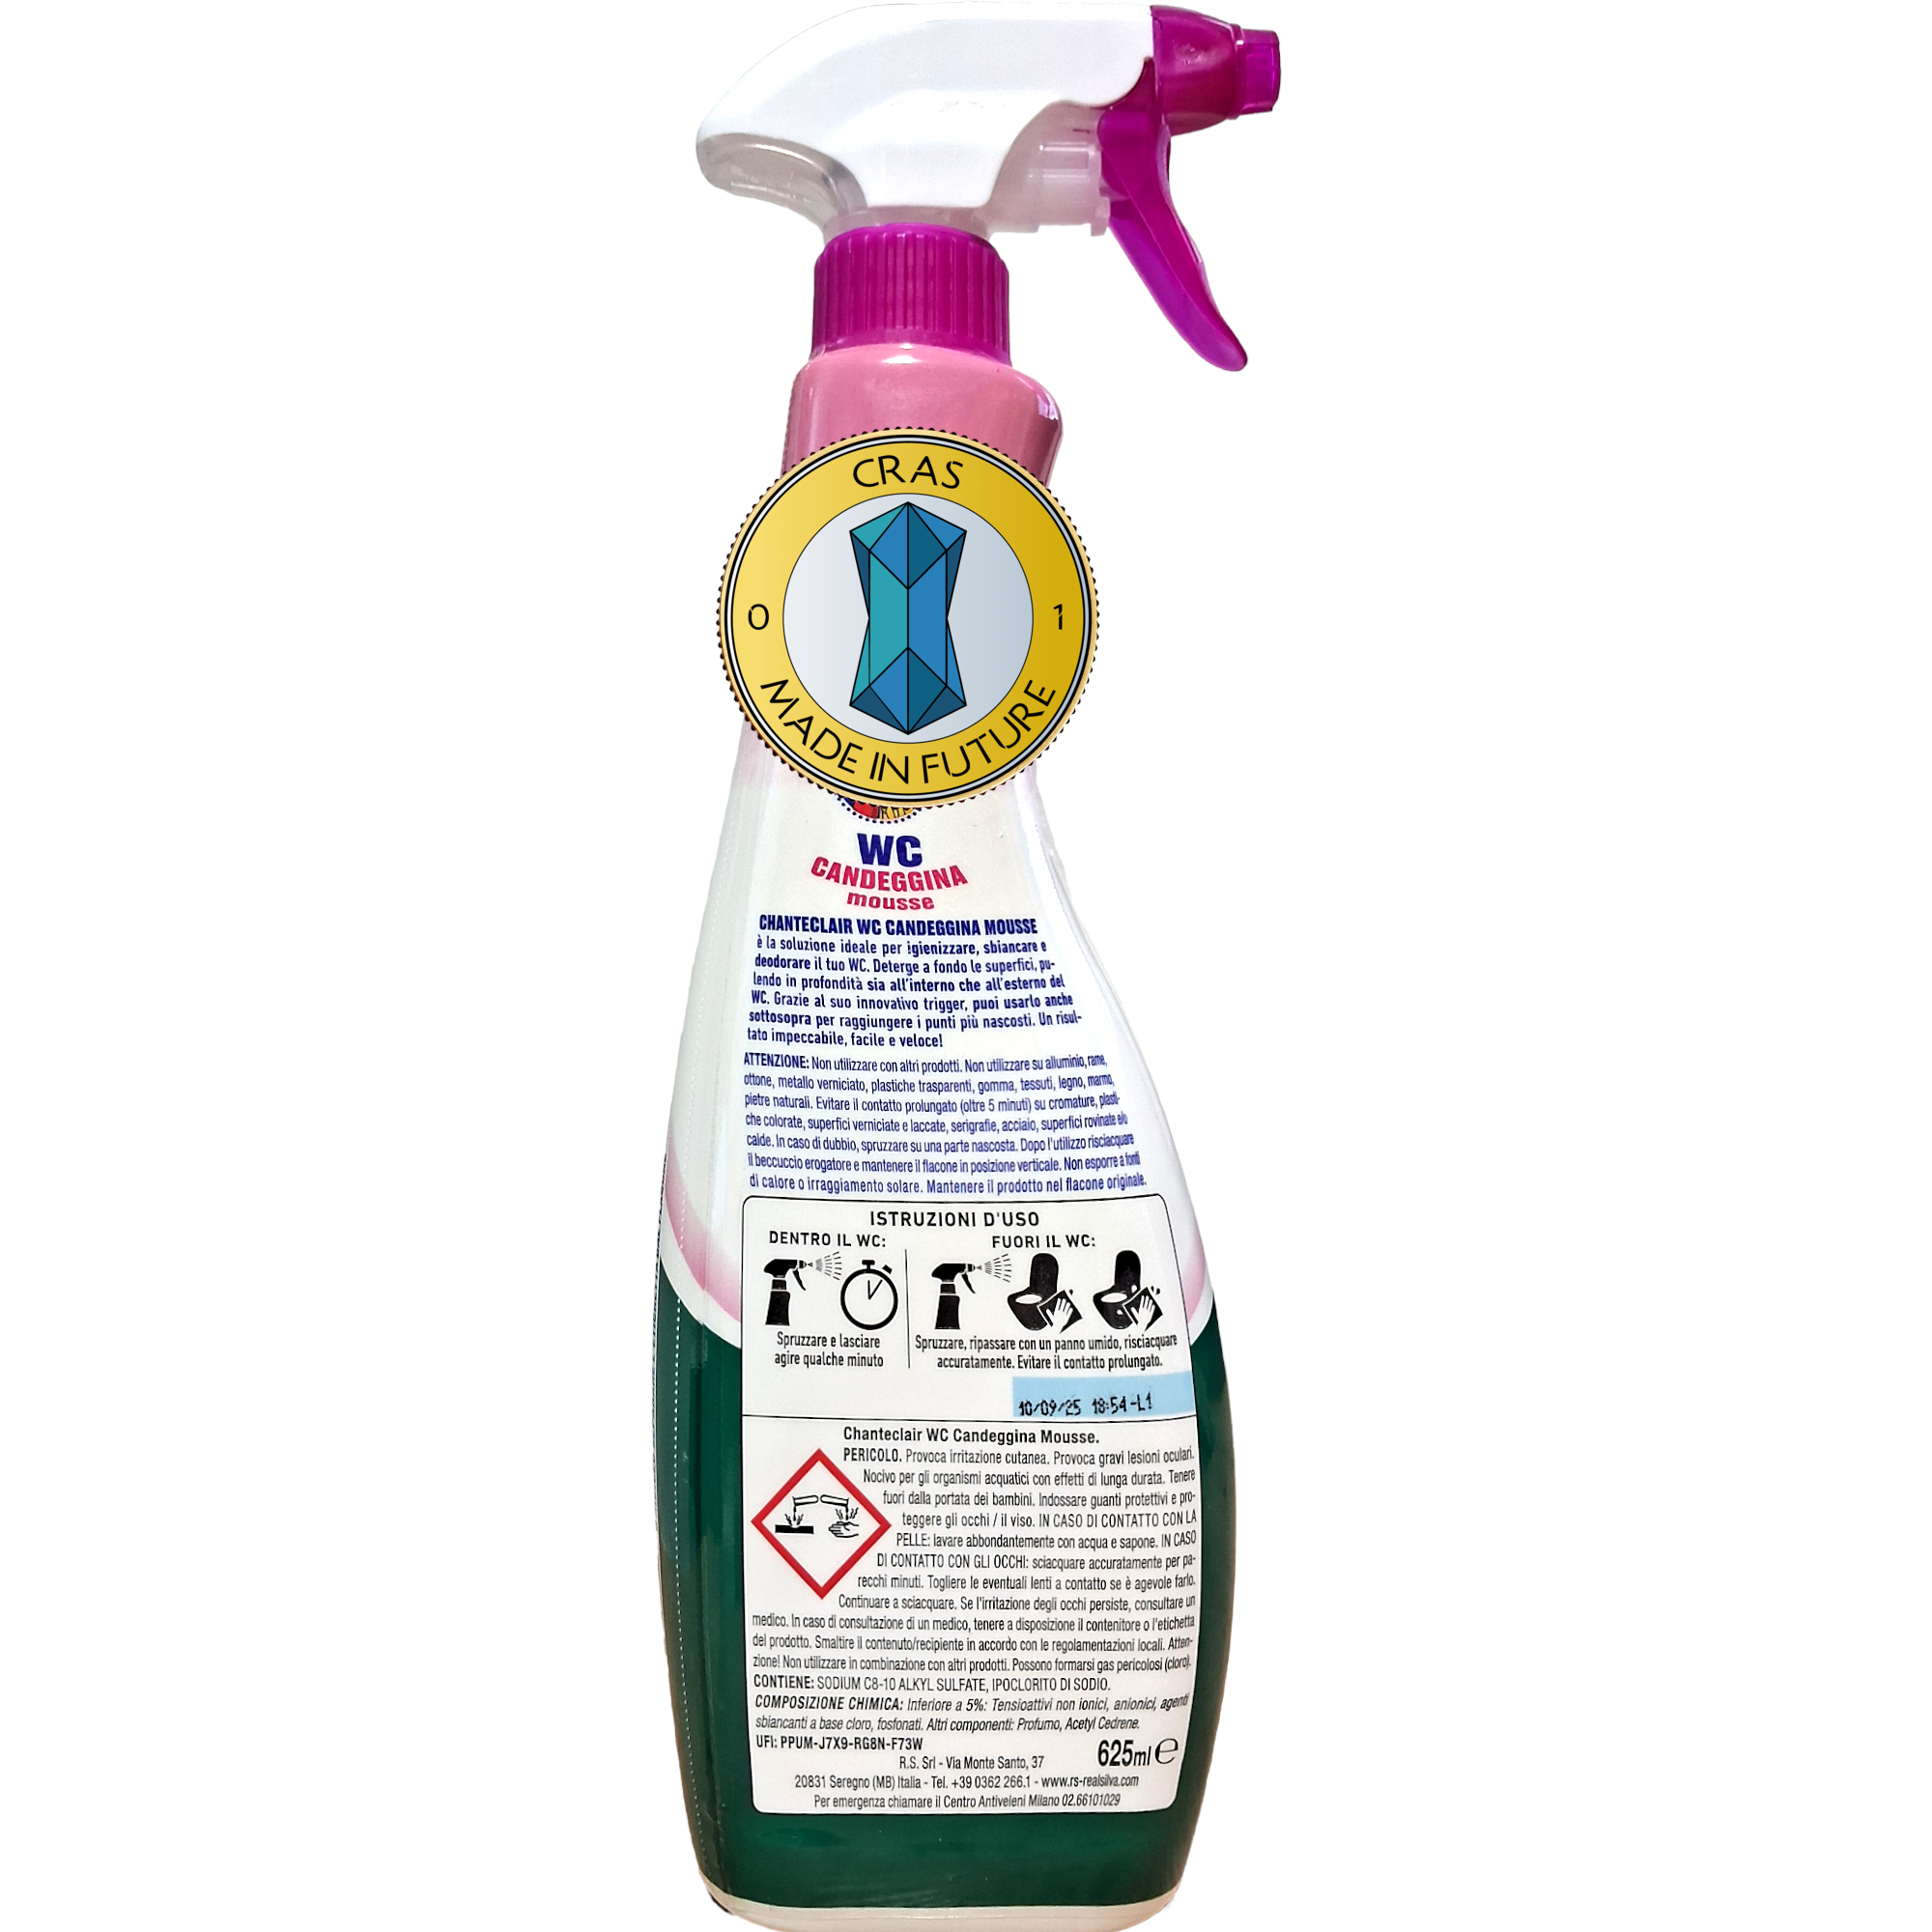 CRAS
0 1
MADE IN FUTURE
WC
CANDEGGINA
mousse
CHANTECLAIR WC CANDEGGINA MOUSSE
è la soluzione ideale per igienizzare, sbiancare e
deodorare il tuo WC. Deterge a fondo le superfici, pu-
lendo in profondità sia all'interno che all'esterno del
WC. Grazie al suo innovativo trigger, puoi usarlo anche
sottosopra per raggiungere i punti più nascosti. Un risul-
tato impeccabile, facile e veloce!
ATTENZIONE: Non utilizzare con altri prodotti. Non utilizzare su alluminio, rame,
ottone, metallo verniciato, plastiche trasparenti, gomma, tessuti, legno, marmo,
pietre naturali. Evitare il contatto prolungato (oltre 5 minuti) su cromature, plasti-
che colorate, superfici verniciate e laccate, serigrafie, acciaio, superfici rovinate e/o
calde. In caso di dubbio, spruzzare su una parte nascosta. Dopo l'utilizzo risciacquare
il beccuccio erogatore e mantenere il flacone in posizione verticale. Non esporre a fonti
di calore o irraggiamento solare. Mantenere il prodotto nel flacone originale.
ISTRUZIONI D'USO
DENTRO IL WC:
Spruzzare e lasciare
agire qualche minuto
FUORI IL WC:
Spruzzare, ripassare con un panno umido, risciacquare
accuratamente. Evitare il contatto prolungato.
10/09/25 18:54-L1
Chanteclair WC Candeggina Mousse.
PERICOLO. Provoca irritazione cutanea. Provoca gravi lesioni oculari.
Nocivo per gli organismi acquatici con effetti di lunga durata. Tenere
fuori dalla portata dei bambini. Indossare guanti protettivi e pro-
teggere gli occhi / il viso. IN CASO DI CONTATTO CON LA
PELLE: lavare abbondantemente con acqua e sapone. IN CASO
DI CONTATTO CON GLI OCCHI: sciacquare accuratamente per pa-
recchi minuti. Togliere le eventuali lenti a contatto se è agevole farlo.
Continuare a sciacquare. Se l'irritazione degli occhi persiste, consultare un
medico. In caso di consultazione di un medico, tenere a disposizione il contenitore o l'etichetta
del prodotto. Smaltire il contenuto/recipiente in accordo con le regolamentazioni locali. Atten-
zione! Non utilizzare in combinazione con altri prodotti. Possono formarsi gas pericolosi (cloro).
CONTIENE: SODIUM C8-10 ALKYL SULFATE, IPOCLORITO DI SODIO.
COMPOSIZIONE CHIMICA: Inferiore a 5%: Tensioattivi non ionici, anionici, agenti
sbiancanti a base cloro, fosfonati. Altri componenti: Profumo, Acetyl Cedrene.
UFI: PPUM-J7X9-RG8N-F73W
625ml e
R.S. Srl - Via Monte Santo, 37
20831 Seregno (MB) Italia - Tel. +39 0362 266.1 - www.rs-realsilva.com
Per emergenza chiamare il Centro Antiveleni Milano 02.66101029